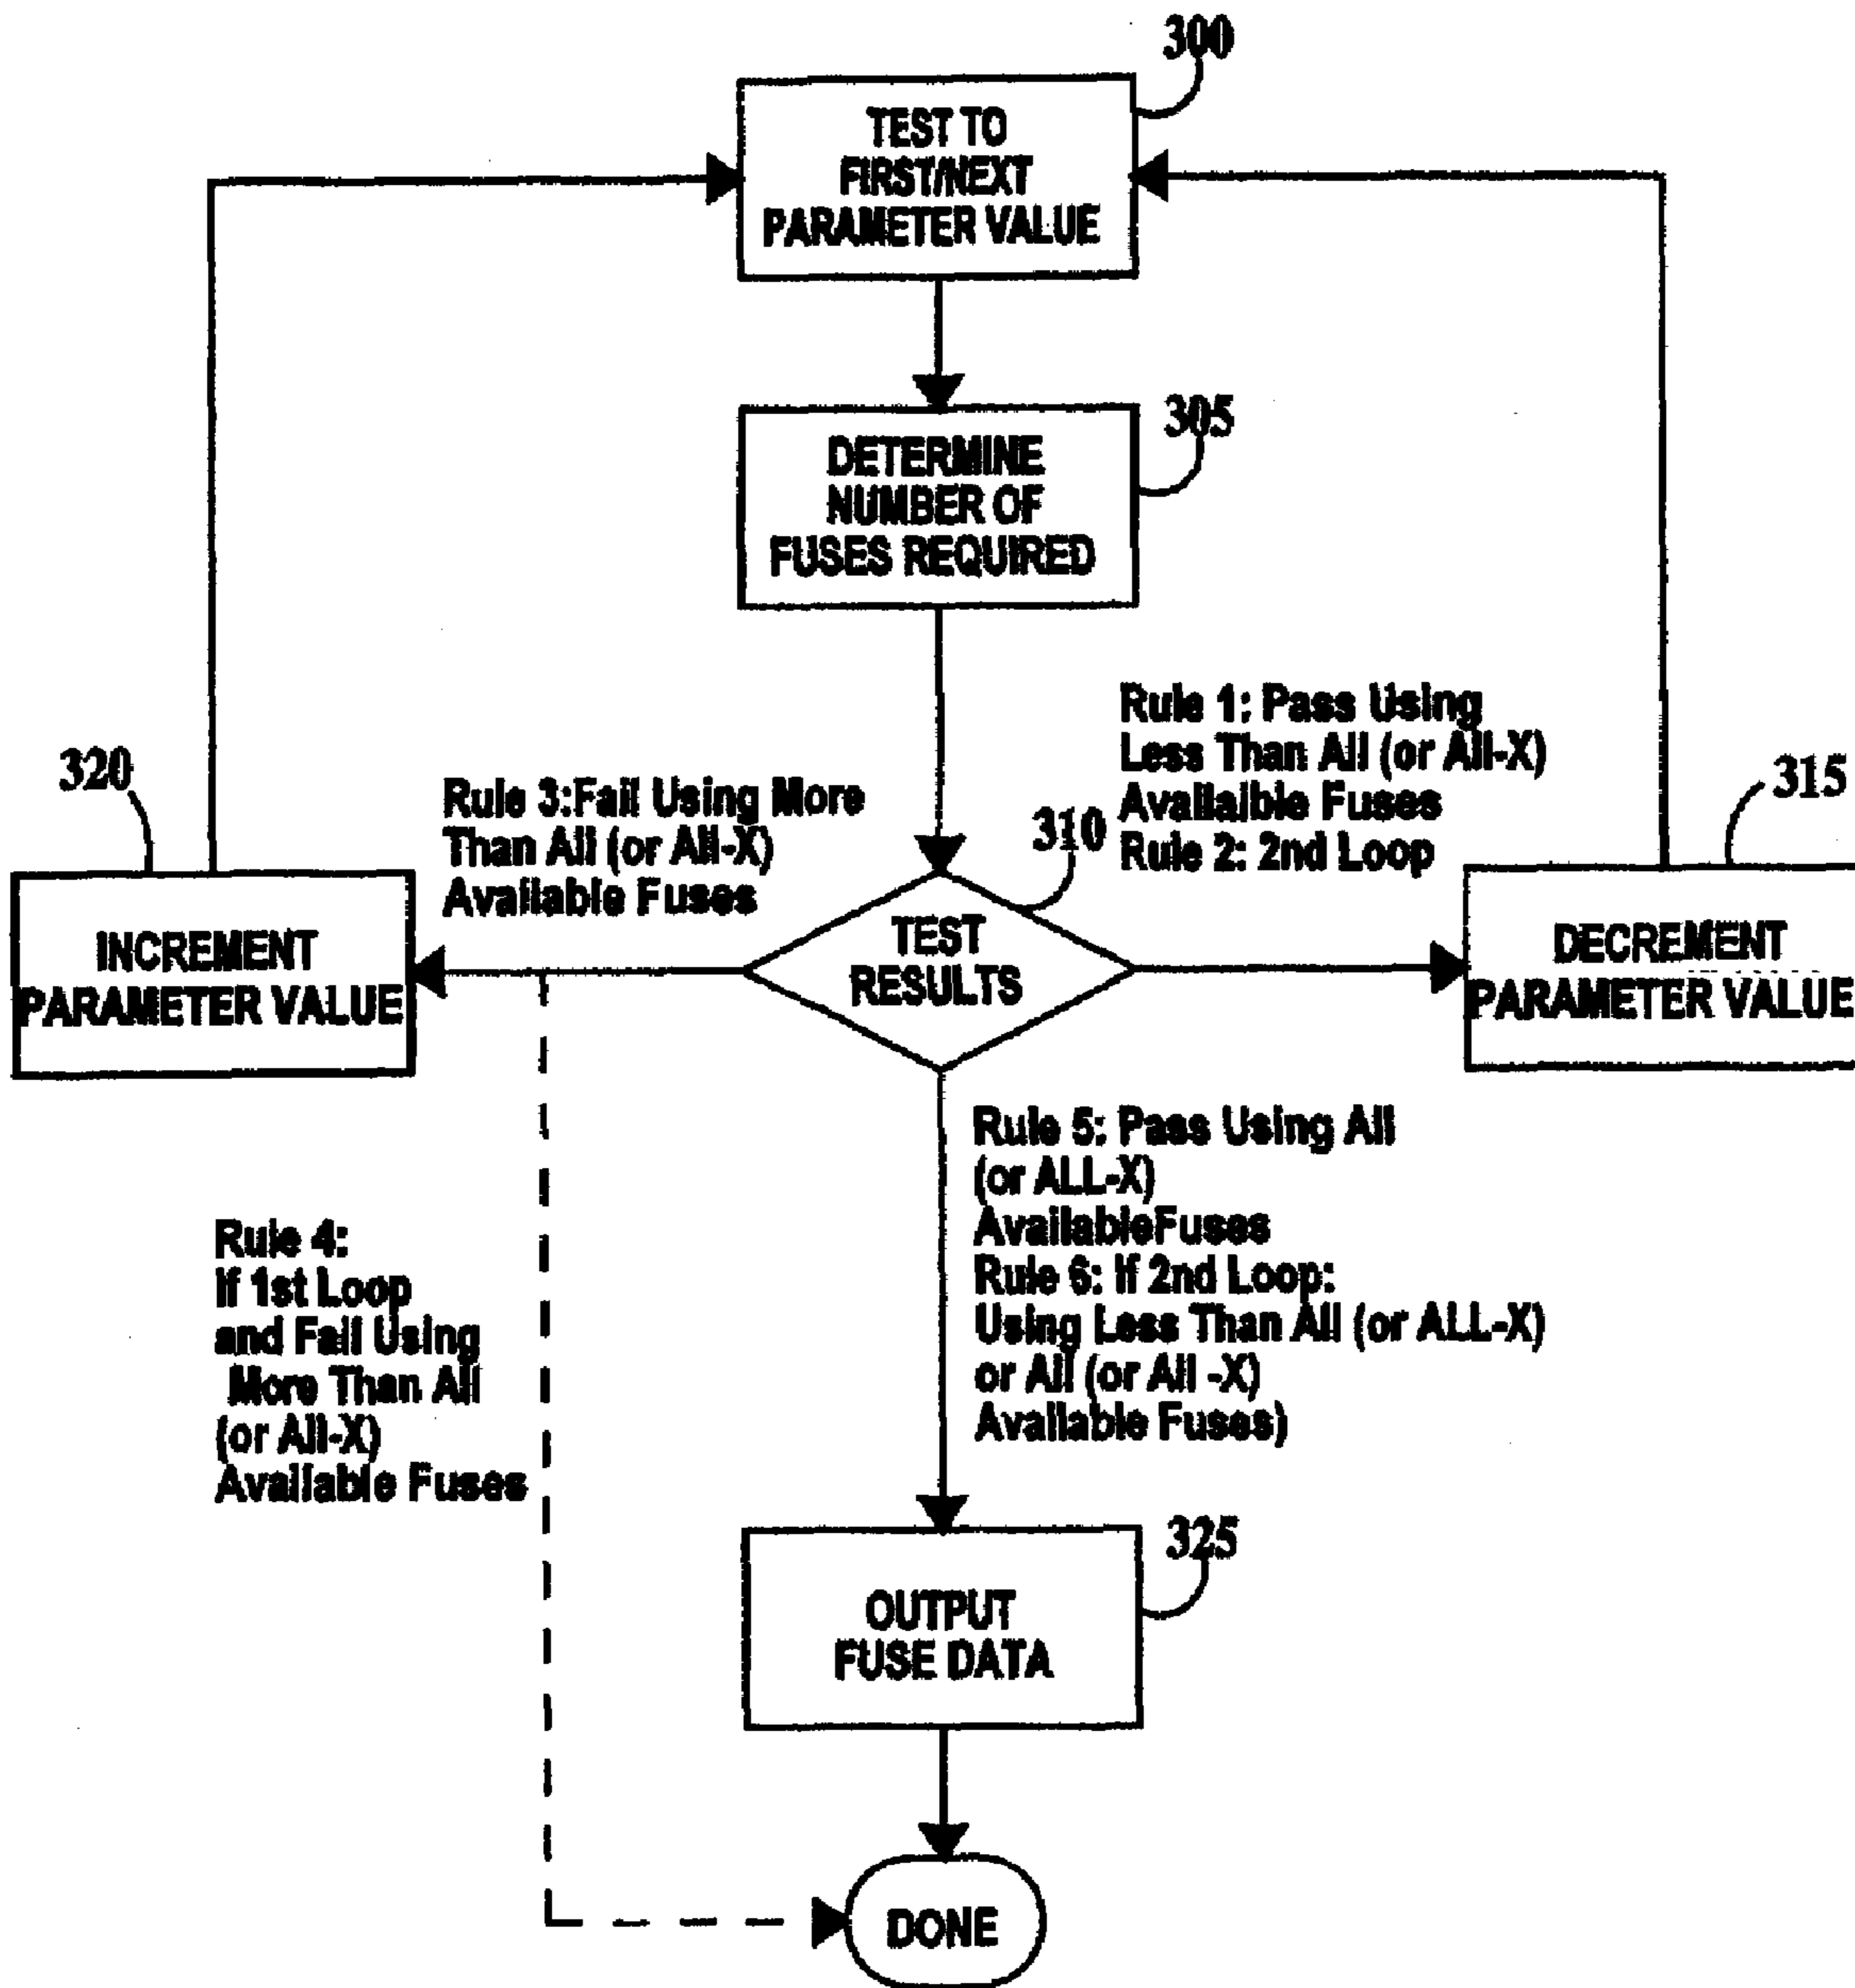 300
TEST TO
FIRST/NEXT
PARAMETER VALUE
305
DETERMINE
NUMBER OF
FUSES REQUIRED
Rule 1: Pass Using
Less Than All (or All-X)
Availaible Fuses
Rule 2: 2nd Loop
315
320
Rule 3:Fail Using More
Than All (or All-X)
Available Fuses
310
INCREMENT
PARAMETER VALUE
TEST
RESULTS
DECREMENT
PARAMETER VALUE
Rule 5: Pass Using All
(or ALL-X)
AvailableFuses
Rule 6: If 2nd Loop:
Using Less Than All (or ALL-X)
or All (or All -X)
Available Fuses)
Rule 4:
If 1st Loop
and Fail Using
More Than All
(or All-X)
Available Fuses
325
OUTPUT
FUSE DATA
DONE